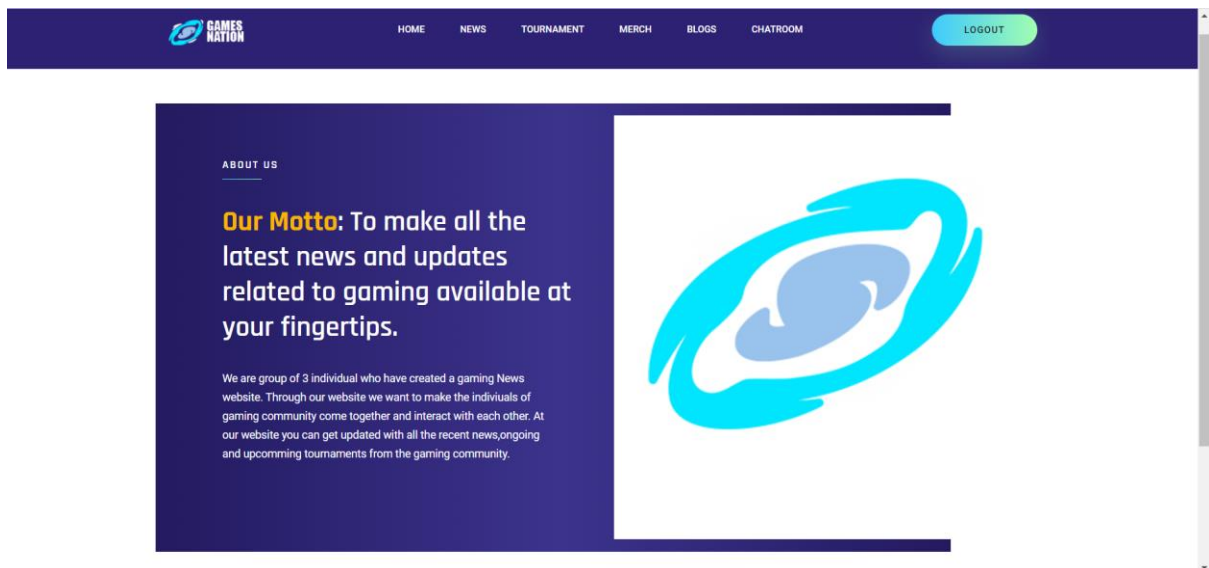 GAMES
NATION
HOME NEWS TOURNAMENT MERCH BLOGS CHATROOM LOGOUT
ABOUT US
Our Motto: To make all the
latest news and updates
related to gaming available at
your fingertips.
We are group of 3 individual who have created a gaming News
website. Through our website we want to make the indiviuals of
gaming community come together and interact with each other. At
our website you can get updated with all the recent news,ongoing
and upcomming tournaments from the gaming community.